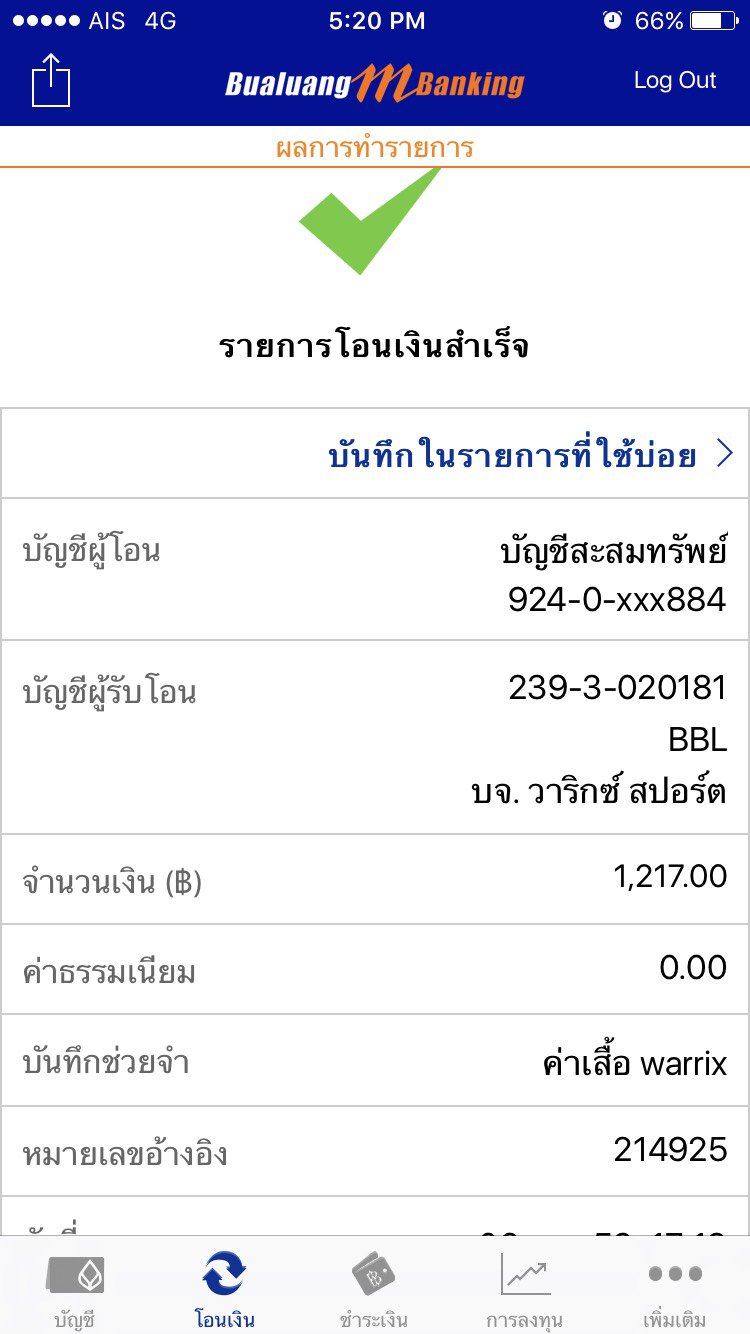 AIS 4G 5:20 PM 66%
Bualuang mBanking Log Out
ผลการทำรายการ
รายการโอนเงินสำเร็จ
บันทึกในรายการที่ใช้บ่อย
บัญชีผู้โอน บัญชีสะสมทรัพย์
924-0-xxx884
บัญชีผู้รับโอน 239-3-020181
BBL
บจ. วาริกซ์ สปอร์ต
จำนวนเงิน (฿) 1,217.00
ค่าธรรมเนียม 0.00
บันทึกช่วยจำ ค่าเสื้อ warrix
หมายเลขอ้างอิง 214925
บัญชี โอนเงิน ชำระเงิน การลงทุน เพิ่มเติม